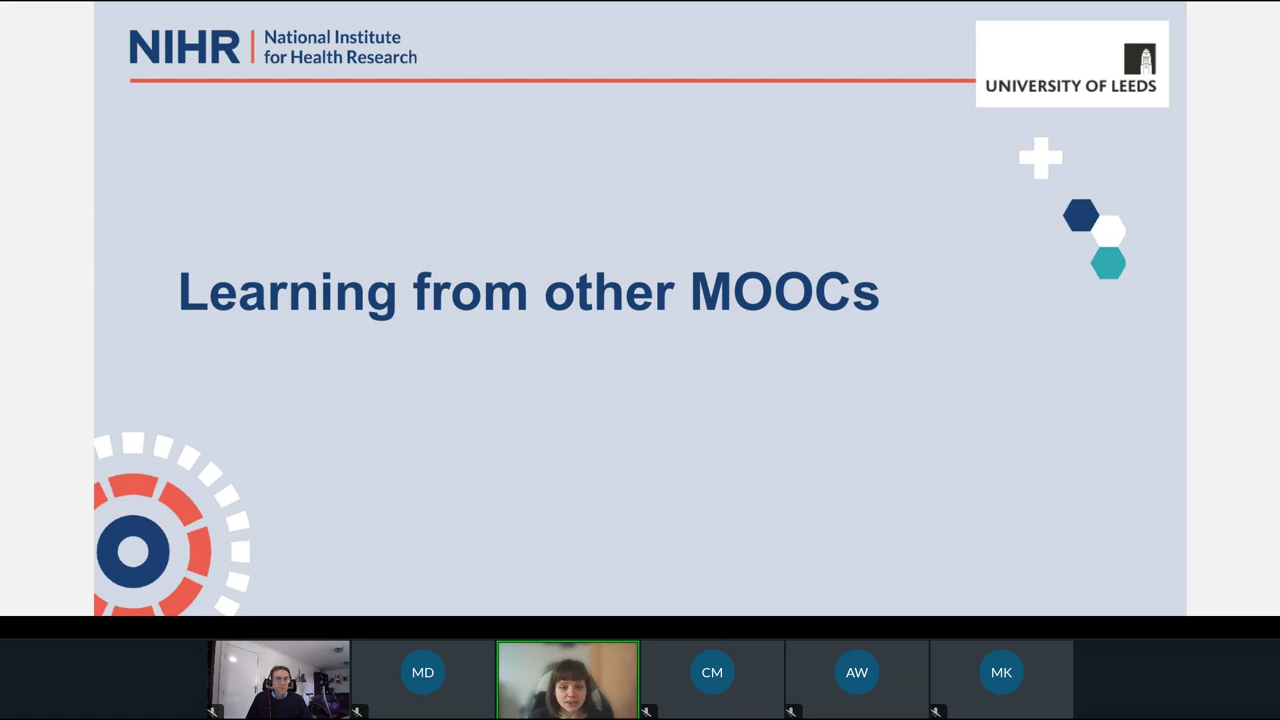 NIHR
National Institute
for Health Research
UNIVERSITY OF LEEDS
Learning from other MOOCs
MD
CM
AW
MK